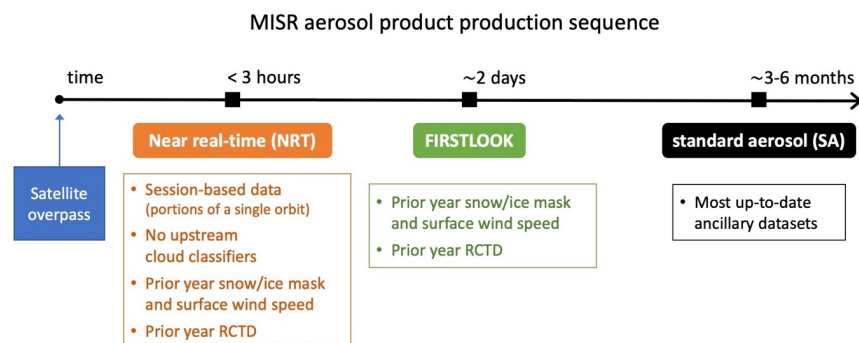 MISR aerosol product production sequence
time
< 3 hours
~2 days
~3-6 months
Near real-time (NRT)
FIRSTLOOK
standard aerosol (SA)
Satellite
overpass
• Session-based data
(portions of a single orbit)
• No upstream
cloud classifiers
• Prior year snow/ice mask
and surface wind speed
• Prior year RCTD
• Prior year snow/ice mask
and surface wind speed
• Prior year RCTD
• Most up-to-date
ancillary datasets